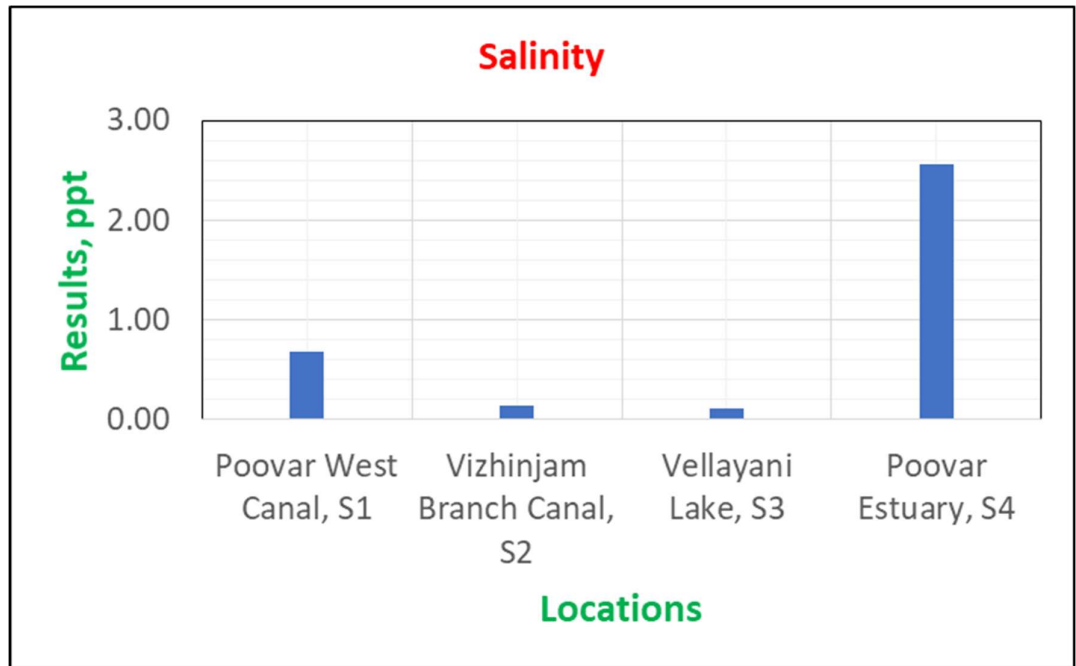 Salinity
Results, ppt
3.00
2.00
1.00
0.00
Poovar West
Canal, S1
Vizhinjam
Branch Canal,
S2
Vellayani
Lake, S3
Poovar
Estuary, S4
Locations